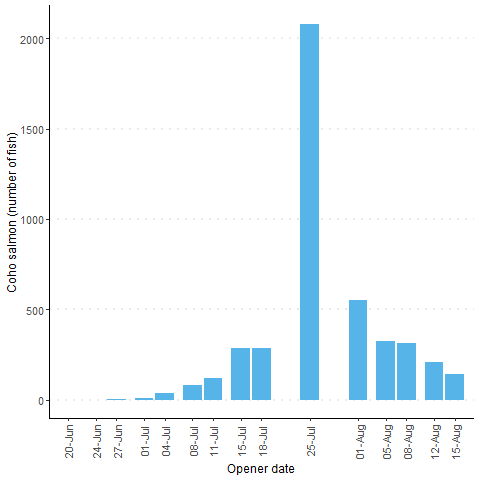 Coho salmon (number of fish)
2000
1500
1000
500
0
20-Jun
24-Jun
27-Jun
01-Jul
04-Jul
08-Jul
11-Jul
15-Jul
18-Jul
25-Jul
01-Aug
05-Aug
08-Aug
12-Aug
15-Aug
Opener date